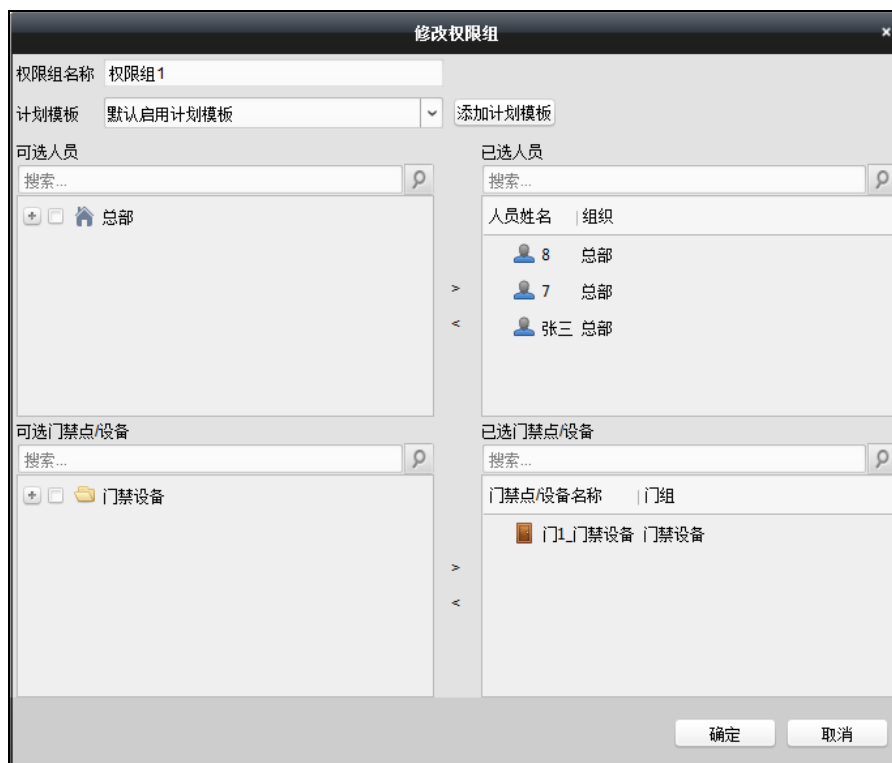 修改权限组
权限组名称 权限组1
计划模板 默认启用计划模板 添加计划模板
可选人员
搜索...
总部
已选人员
搜索...
人员姓名 组织
8 总部
7 总部
张三 总部
>
<
可选门禁点/设备
搜索...
门禁设备
已选门禁点/设备
搜索...
门禁点/设备名称 门组
门1_门禁设备 门禁设备
>
<
确定 取消